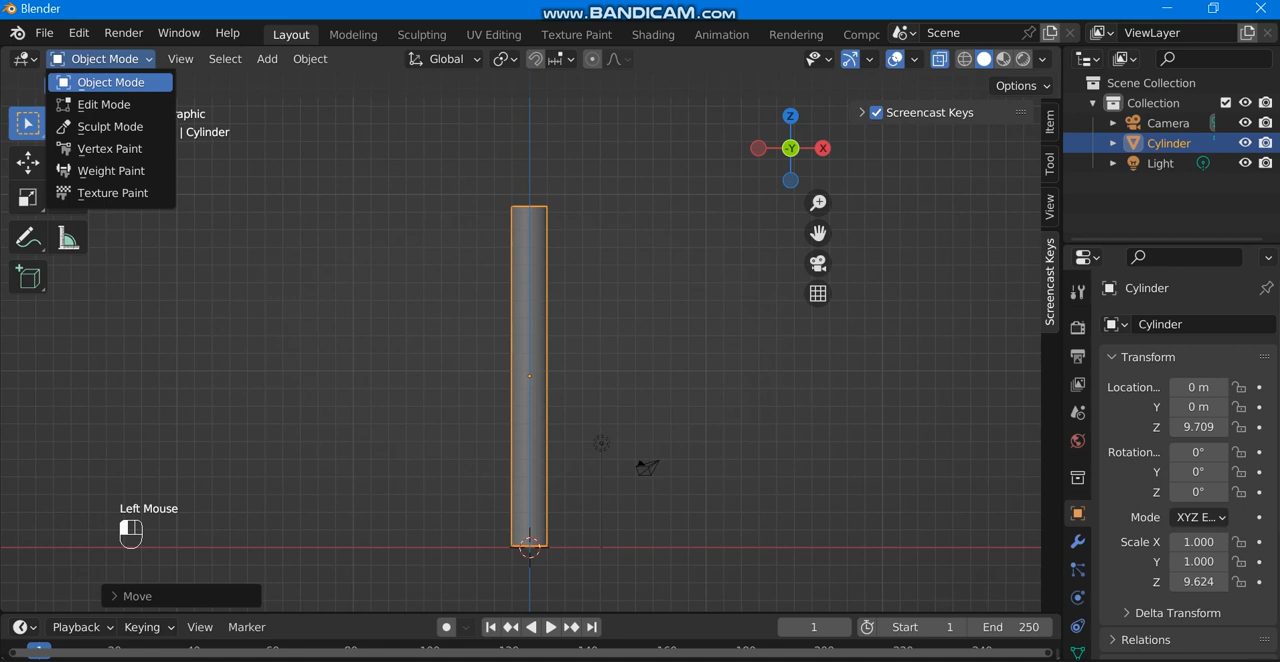 Blender
www.BANDICAM.com
File Edit Render Window Help
Layout Modeling Sculpting UV Editing Texture Paint Shading Animation Rendering Compc
Scene
ViewLayer
Object Mode View Select Add Object
Global
Options
Object Mode
Edit Mode
Sculpt Mode
Vertex Paint
Weight Paint
Texture Paint
raphic
| Cylinder
Screencast Keys
Z
-Y
X
Item
Tool
View
Screencast Keys
Scene Collection
Collection
Camera
Cylinder
Light
Cylinder
Cylinder
Transform
Location... 0 m
Y 0 m
Z 9.709
Rotation... 0°
Y 0°
Z 0°
Mode XYZ E...
Scale X 1.000
Y 1.000
Z 9.624
Delta Transform
Relations
Left Mouse
Move
Playback Keying View Marker
1
Start 1
End 250